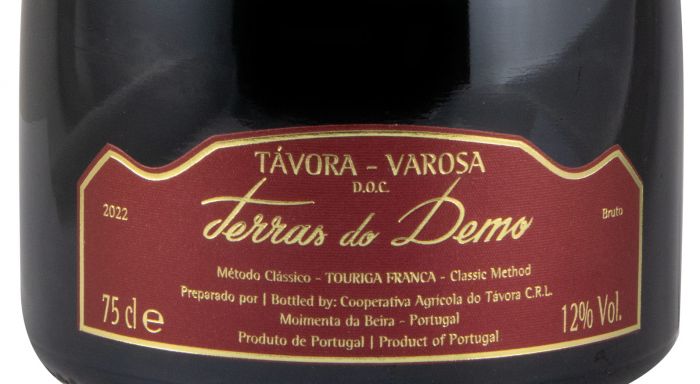 TÁVORA - VAROSA
D.O.C.
2022
Terras do Demo
Bruto
Método Clássico - TOURIGA FRANCA - Classic Method
Preparado por | Bottled by: Cooperativa Agrícola do Távora C.R.L.
75 cl e
Moimenta da Beira - Portugal
12% Vol.
Produto de Portugal | Product of Portugal